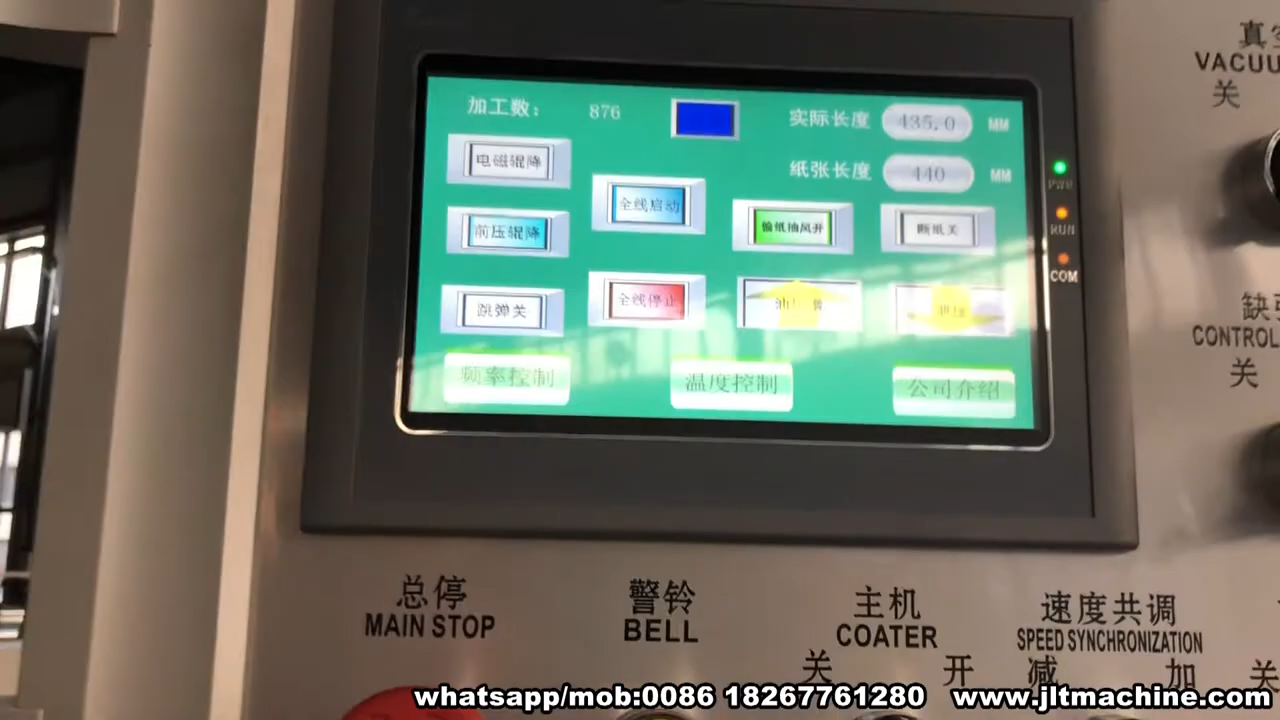 加工数： 876
实际长度 435.0 MM
纸张长度 440 MM
电磁辊降
全线启动
前压辊降
输纸抽风开
断纸关
跳弹关
全线停止
泄压
频率控制
温度控制
公司介绍
PWR
RUN
COM
VACUU
关
CONTROL
关
总停
MAIN STOP
警铃
BELL
主机
COATER
关 开
速度共调
SPEED SYNCHRONIZATION
减 加
关
whatsapp/mob:0086 18267761280 www.jltmachine.com